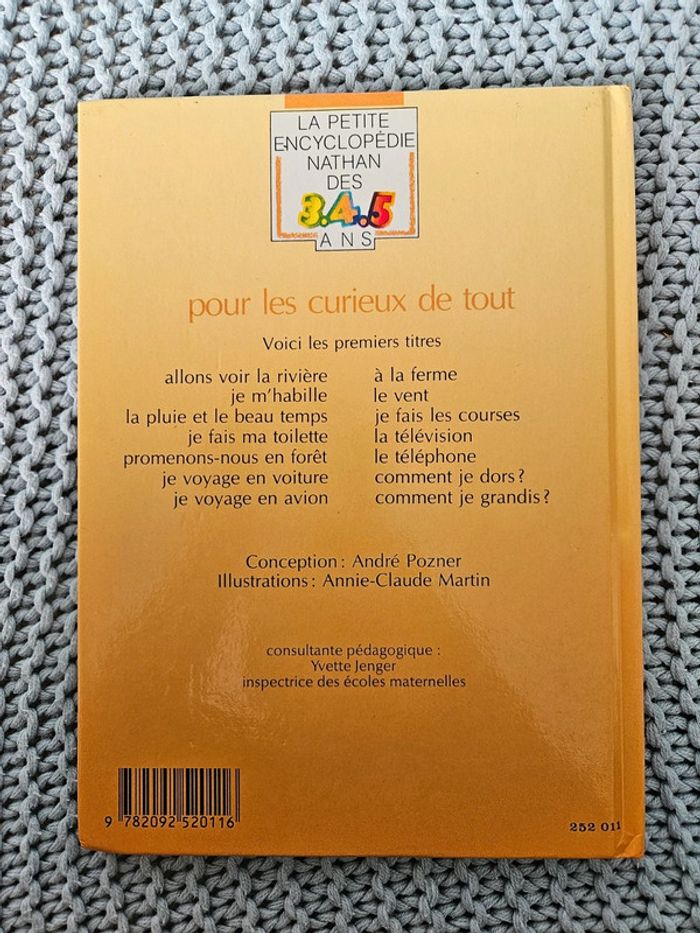 LA PETITE
ENCYCLOPÉDIE
NATHAN
DES
3.4.5
ANS
pour les curieux de tout
Voici les premiers titres
allons voir la rivière
je m'habille
la pluie et le beau temps
je fais ma toilette
promenons-nous en forêt
je voyage en voiture
je voyage en avion
à la ferme
le vent
je fais les courses
la télévision
le téléphone
comment je dors ?
comment je grandis ?
Conception : André Pozner
Illustrations : Annie-Claude Martin
consultante pédagogique :
Yvette Jenger
inspectrice des écoles maternelles
9 782092 520116
252 011